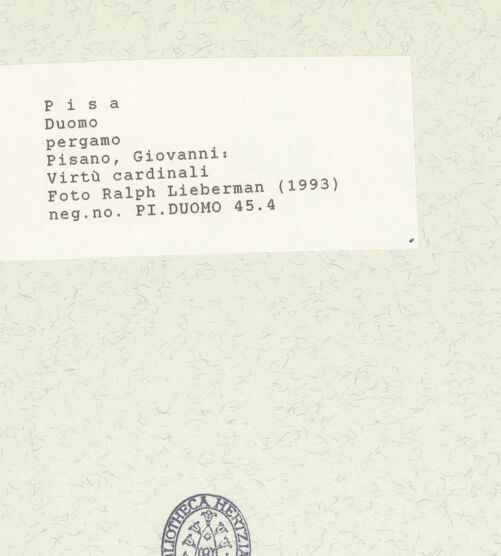 P i s a
Duomo
pergamo
Pisano, Giovanni:
Virtù cardinali
Foto Ralph Lieberman (1993)
neg.no. PI.DUOMO 45.4